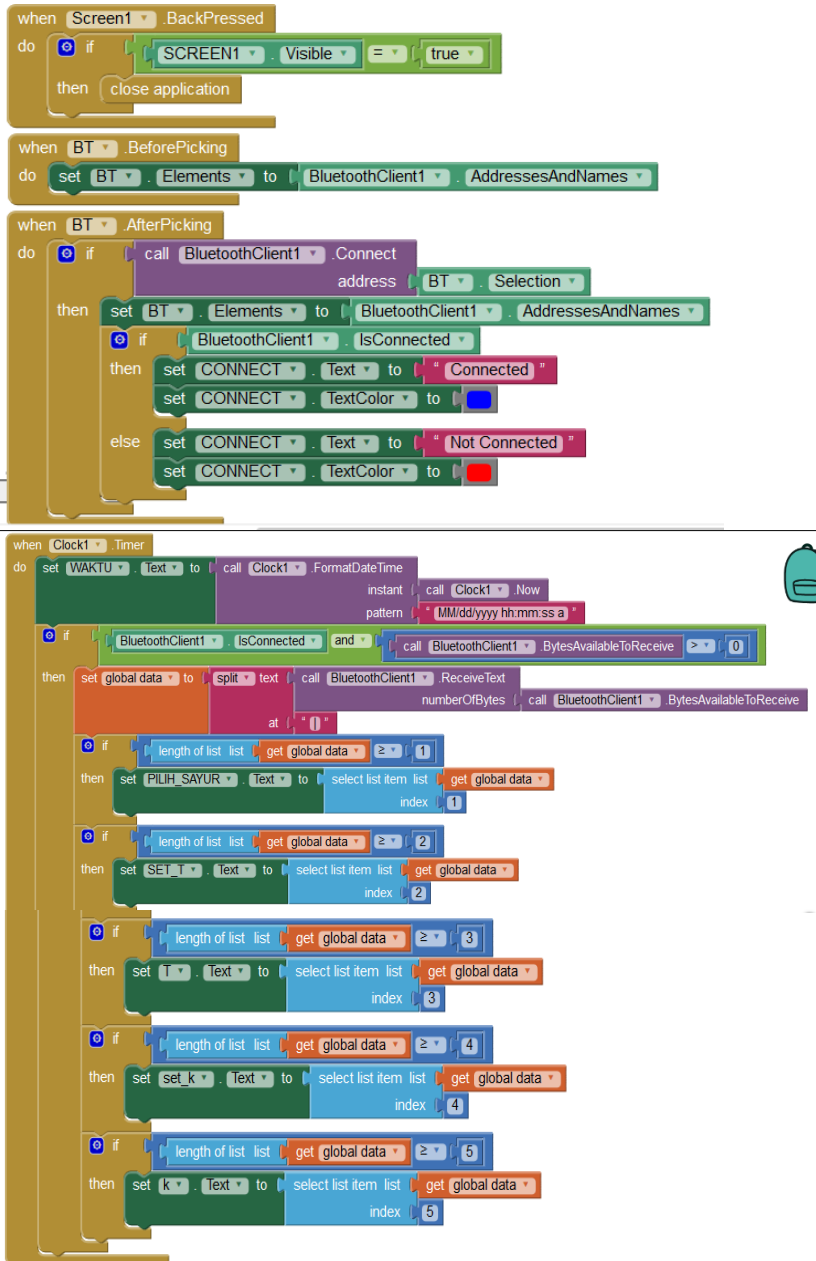 when Screen1 .BackPressed
do if SCREEN1 . Visible = true
then close application
when BT .BeforePicking
do set BT . Elements to BluetoothClient1 . AddressesAndNames
when BT .AfterPicking
do if call BluetoothClient1 .Connect
address BT . Selection
then set BT . Elements to BluetoothClient1 . AddressesAndNames
if BluetoothClient1 . IsConnected
then set CONNECT . Text to " Connected "
set CONNECT . TextColor to
else set CONNECT . Text to " Not Connected "
set CONNECT . TextColor to
when Clock1 .Timer
do set WAKTU . Text to call Clock1 .FormatDateTime
instant call Clock1 .Now
pattern " MM/dd/yyyy hh:mm:ss a "
if BluetoothClient1 . IsConnected and call BluetoothClient1 .BytesAvailableToReceive > 0
then set global data to split text call BluetoothClient1 .ReceiveText
numberOfBytes call BluetoothClient1 .BytesAvailableToReceive
at " | "
if length of list list get global data ≥ 1
then set PILIH_SAYUR . Text to select list item list get global data
index 1
if length of list list get global data ≥ 2
then set SET_T . Text to select list item list get global data
index 2
if length of list list get global data ≥ 3
then set T . Text to select list item list get global data
index 3
if length of list list get global data ≥ 4
then set set_k . Text to select list item list get global data
index 4
if length of list list get global data ≥ 5
then set k . Text to select list item list get global data
index 5